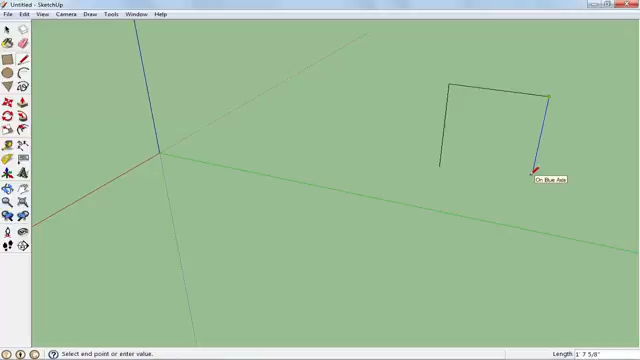 Untitled - SketchUp
File Edit View Camera Draw Tools Window Help
On Blue Axis
Select end point or enter value.
Length 1' 7 5/8"